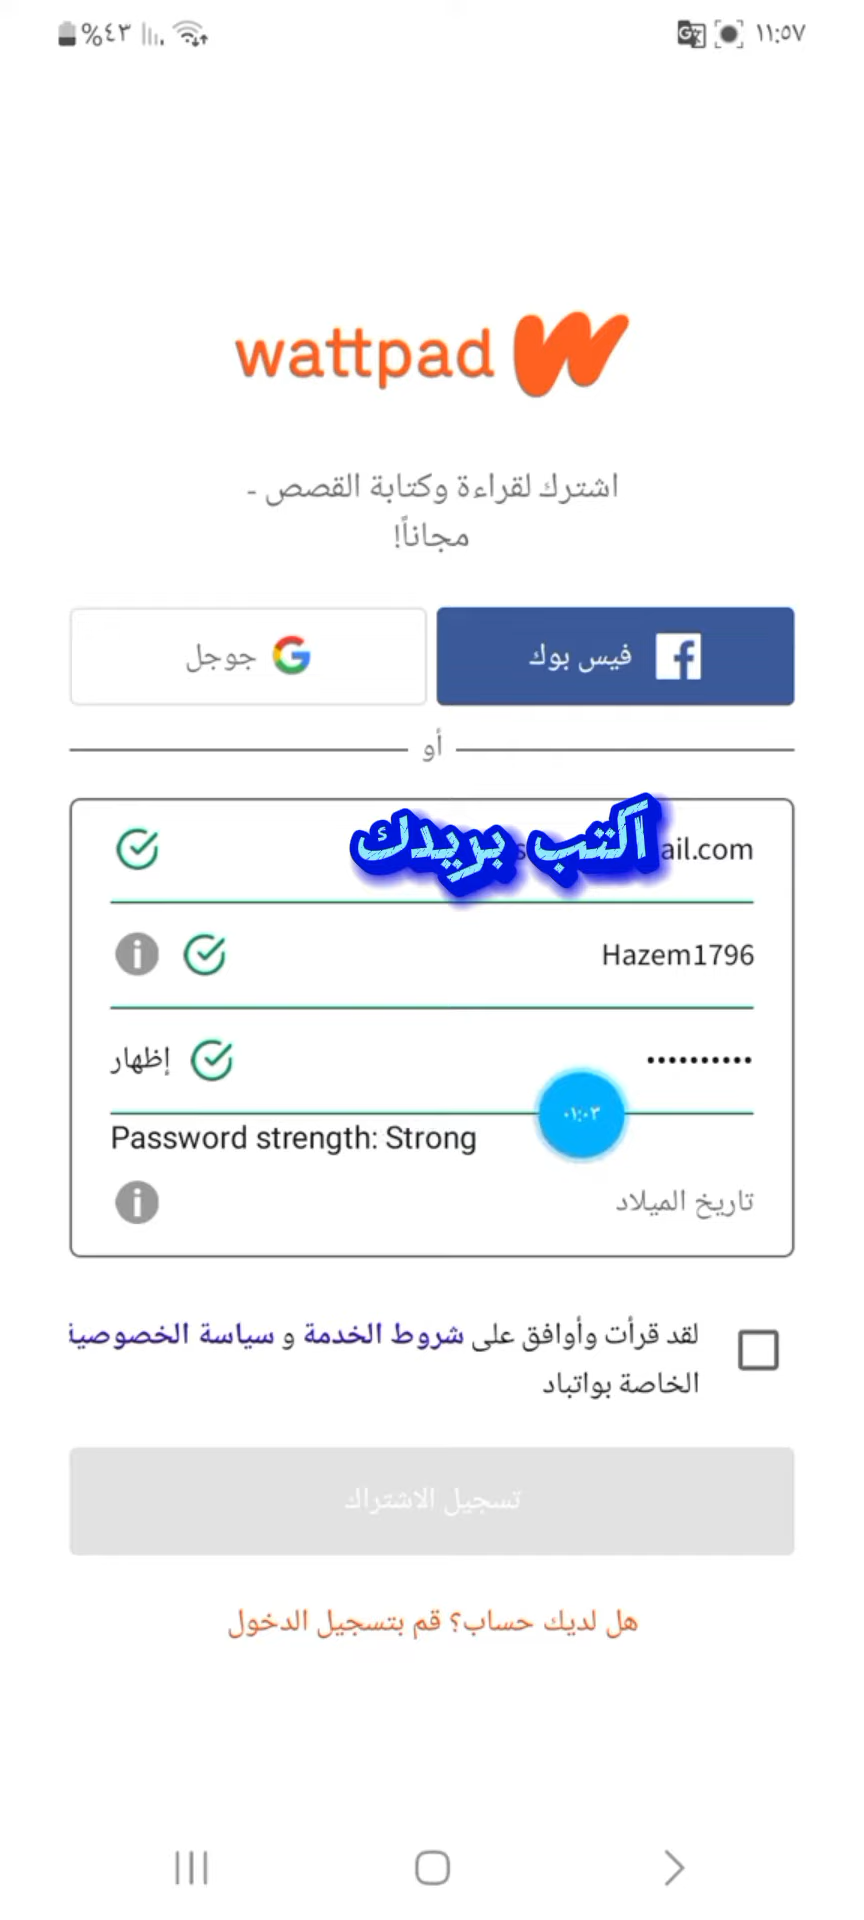 ١١:٥٧
%٤٣
wattpad
اشترك لقراءة وكتابة القصص -
مجاناً!
فيس بوك
جوجل
أو
اكتب بريدك
ail.com
Hazem1796
••••••••••
إظهار
٠١:٠٣
Password strength: Strong
تاريخ الميلاد
لقد قرأت وأوافق على شروط الخدمة و سياسة الخصوصية
الخاصة بواتباد
تسجيل الاشتراك
هل لديك حساب؟ قم بتسجيل الدخول